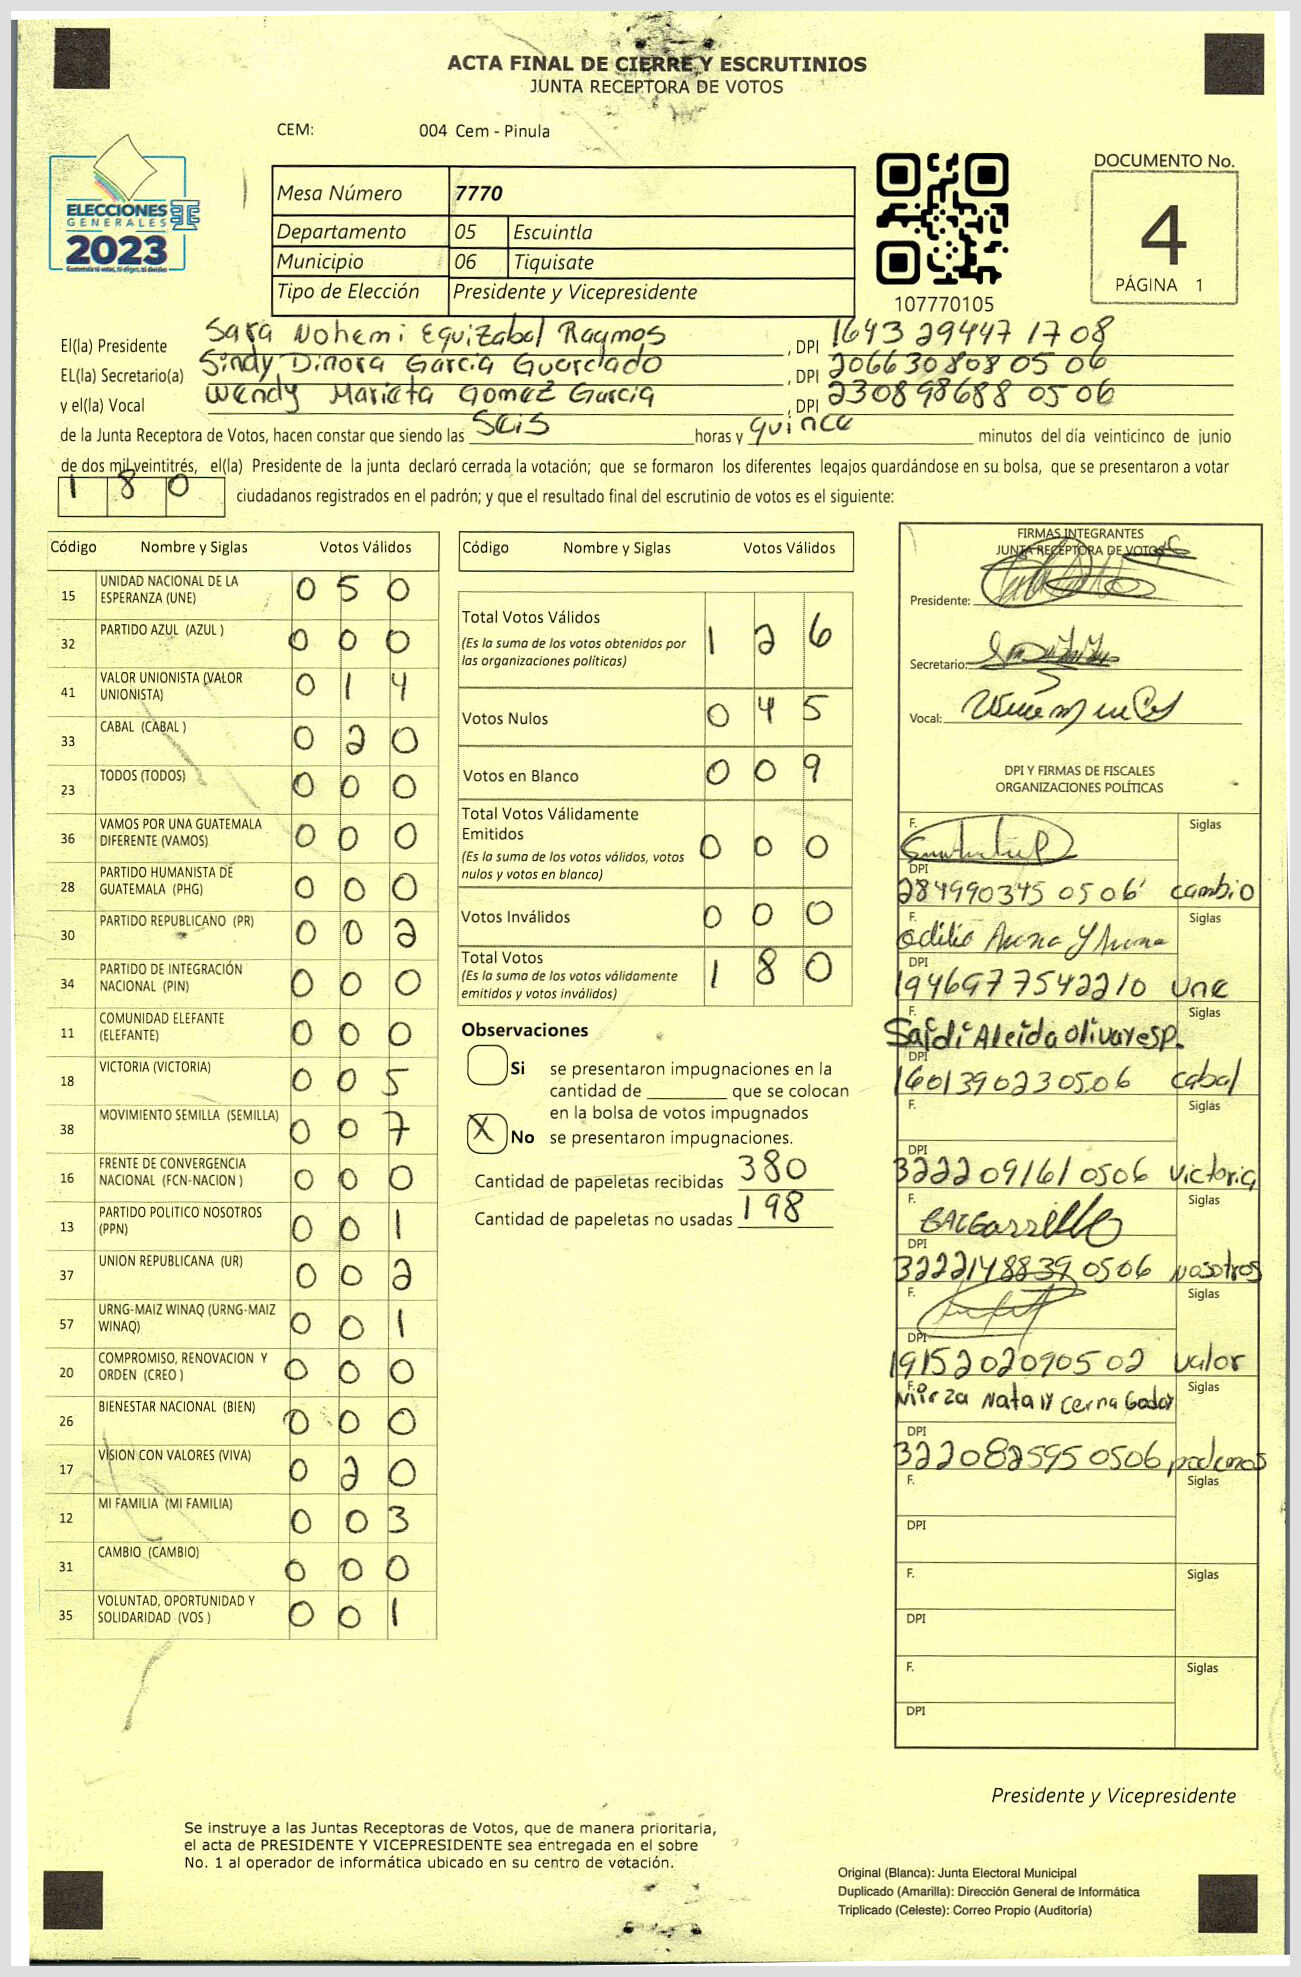 ACTA FINAL DE CIERRE Y ESCRUTINIOS
JUNTA RECEPTORA DE VOTOS
CEM: 004 Cem - Pinula
ELECCIONES
GENERALES
2023
Mesa Número 7770
Departamento 05 Escuintla
Municipio 06 Tiquisate
Tipo de Elección Presidente y Vicepresidente
107770105
DOCUMENTO No.
4
PÁGINA 1
El(la) Presidente Sara Nohemi Equizabal Raymos , DPI 1643 29447 1708
EL(la) Secretario(a) Sindy Dinora Garcia Guardado , DPI 206630808 0506
y el(la) Vocal Wendy Marieta Gomez Garcia , DPI 230898688 0506
de la Junta Receptora de Votos, hacen constar que siendo las seis horas y quince minutos del día veinticinco de junio
de dos mil veintitrés, el(la) Presidente de la junta declaró cerrada la votación; que se formaron los diferentes legajos guardándose en su bolsa, que se presentaron a votar
1 8 0 ciudadanos registrados en el padrón; y que el resultado final del escrutinio de votos es el siguiente:
Código Nombre y Siglas Votos Válidos
15 UNIDAD NACIONAL DE LA ESPERANZA (UNE) 0 5 0
32 PARTIDO AZUL (AZUL ) 0 0 0
41 VALOR UNIONISTA (VALOR UNIONISTA) 0 1 4
33 CABAL (CABAL ) 0 2 0
23 TODOS (TODOS) 0 0 0
36 VAMOS POR UNA GUATEMALA DIFERENTE (VAMOS) 0 0 0
28 PARTIDO HUMANISTA DE GUATEMALA (PHG) 0 0 0
30 PARTIDO REPUBLICANO (PR) 0 0 2
34 PARTIDO DE INTEGRACIÓN NACIONAL (PIN) 0 0 0
11 COMUNIDAD ELEFANTE (ELEFANTE) 0 0 0
18 VICTORIA (VICTORIA) 0 0 5
38 MOVIMIENTO SEMILLA (SEMILLA) 0 0 7
16 FRENTE DE CONVERGENCIA NACIONAL (FCN-NACION ) 0 0 0
13 PARTIDO POLITICO NOSOTROS (PPN) 0 0 1
37 UNION REPUBLICANA (UR) 0 0 2
57 URNG-MAIZ WINAQ (URNG-MAIZ WINAQ) 0 0 1
20 COMPROMISO, RENOVACION Y ORDEN (CREO ) 0 0 0
26 BIENESTAR NACIONAL (BIEN) 0 0 0
17 VISION CON VALORES (VIVA) 0 2 0
12 MI FAMILIA (MI FAMILIA) 0 0 3
31 CAMBIO (CAMBIO) 0 0 0
35 VOLUNTAD, OPORTUNIDAD Y SOLIDARIDAD (VOS ) 0 0 1
Código Nombre y Siglas Votos Válidos
Total Votos Válidos 1 2 6
(Es la suma de los votos obtenidos por
las organizaciones políticas)
Votos Nulos 0 4 5
Votos en Blanco 0 0 9
Total Votos Válidamente
Emitidos 0 0 0
(Es la suma de los votos válidos, votos
nulos y votos en blanco)
Votos Inválidos 0 0 0
Total Votos 1 8 0
(Es la suma de los votos válidamente
emitidos y votos inválidos)
Observaciones
Si se presentaron impugnaciones en la
cantidad de ________ que se colocan
en la bolsa de votos impugnados
X No se presentaron impugnaciones.
Cantidad de papeletas recibidas 380
Cantidad de papeletas no usadas 198
FIRMAS INTEGRANTES
JUNTA RECEPTORA DE VOTOS
Presidente:
Secretario:
Vocal:
DPI Y FIRMAS DE FISCALES
ORGANIZACIONES POLÍTICAS
F. Siglas
DPI
284990345 0506 cambio
F. Odilio Siglas
DPI
1946977542210 une
F. Saidi Aleida Olivares P. Siglas
DPI
1601390230506 cabal
F. Siglas
DPI
3222091610506 victoria
F. Siglas
DPI
3222148839 0506 nosotros
F. Siglas
DPI
1915202090502 valor
F. Mirza Nataly Cerna Godoy Siglas
DPI
322082595 0506 podemos
F. Siglas
DPI
F. Siglas
DPI
F. Siglas
DPI
Presidente y Vicepresidente
Se instruye a las Juntas Receptoras de Votos, que de manera prioritaria,
el acta de PRESIDENTE Y VICEPRESIDENTE sea entregada en el sobre
No. 1 al operador de informática ubicado en su centro de votación.
Original (Blanca): Junta Electoral Municipal
Duplicado (Amarilla): Dirección General de Informática
Triplicado (Celeste): Correo Propio (Auditoría)